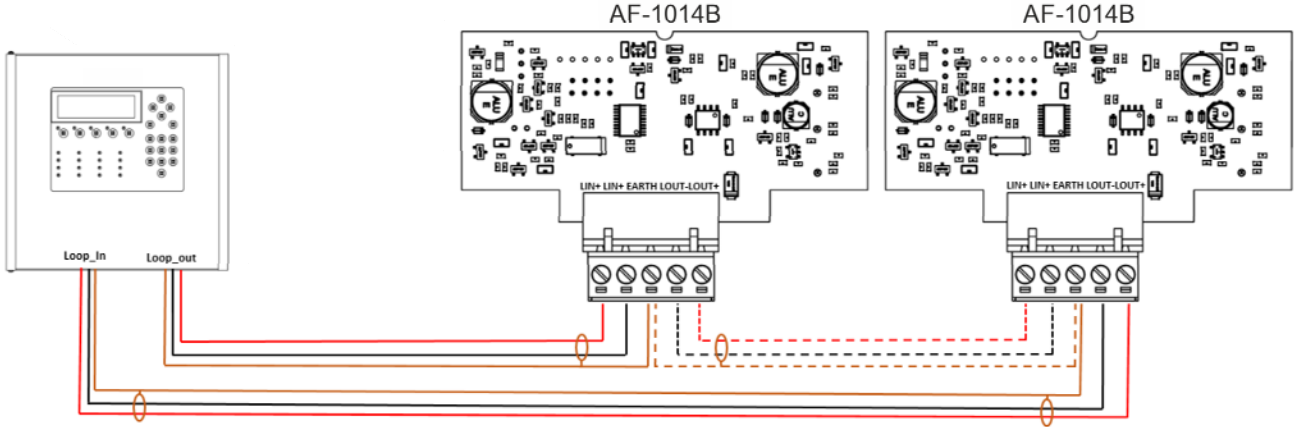 AF-1014B
AF-1014B
LIN+ LIN+ EARTH LOUT-LOUT+
LIN+ LIN+ EARTH LOUT-LOUT+
Loop_In
Loop_out